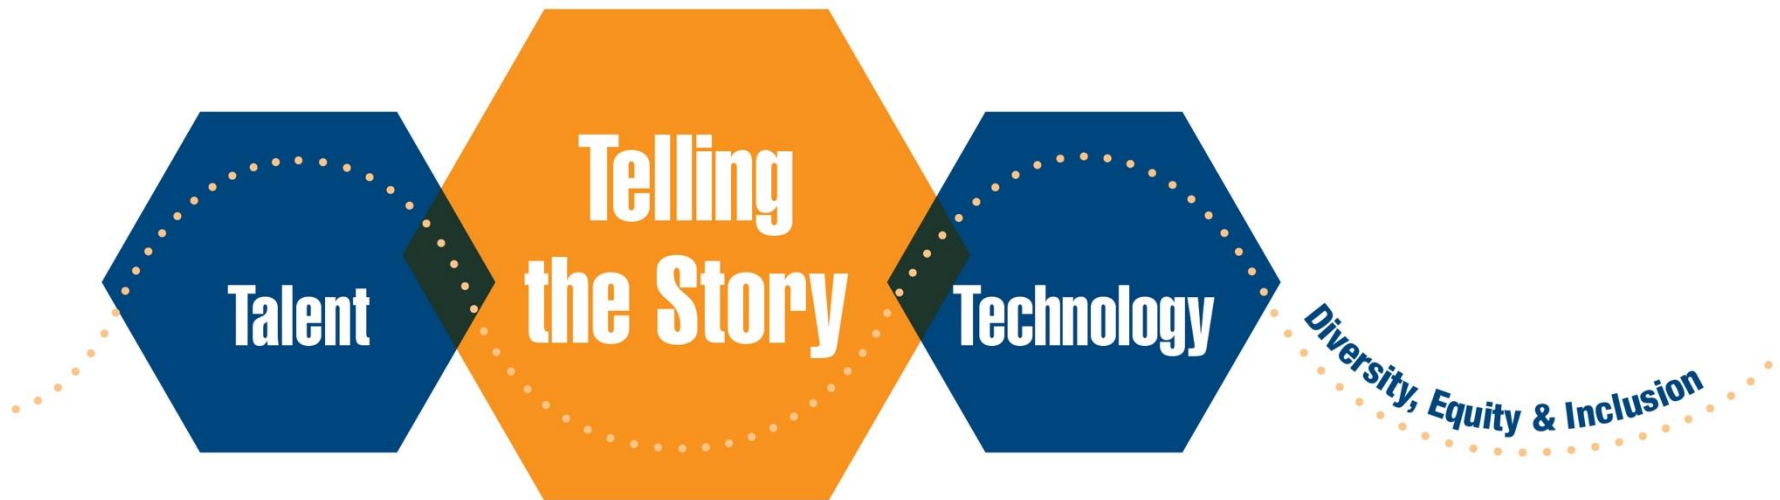 Talent
Telling
the Story
Technology
Diversity, Equity & Inclusion